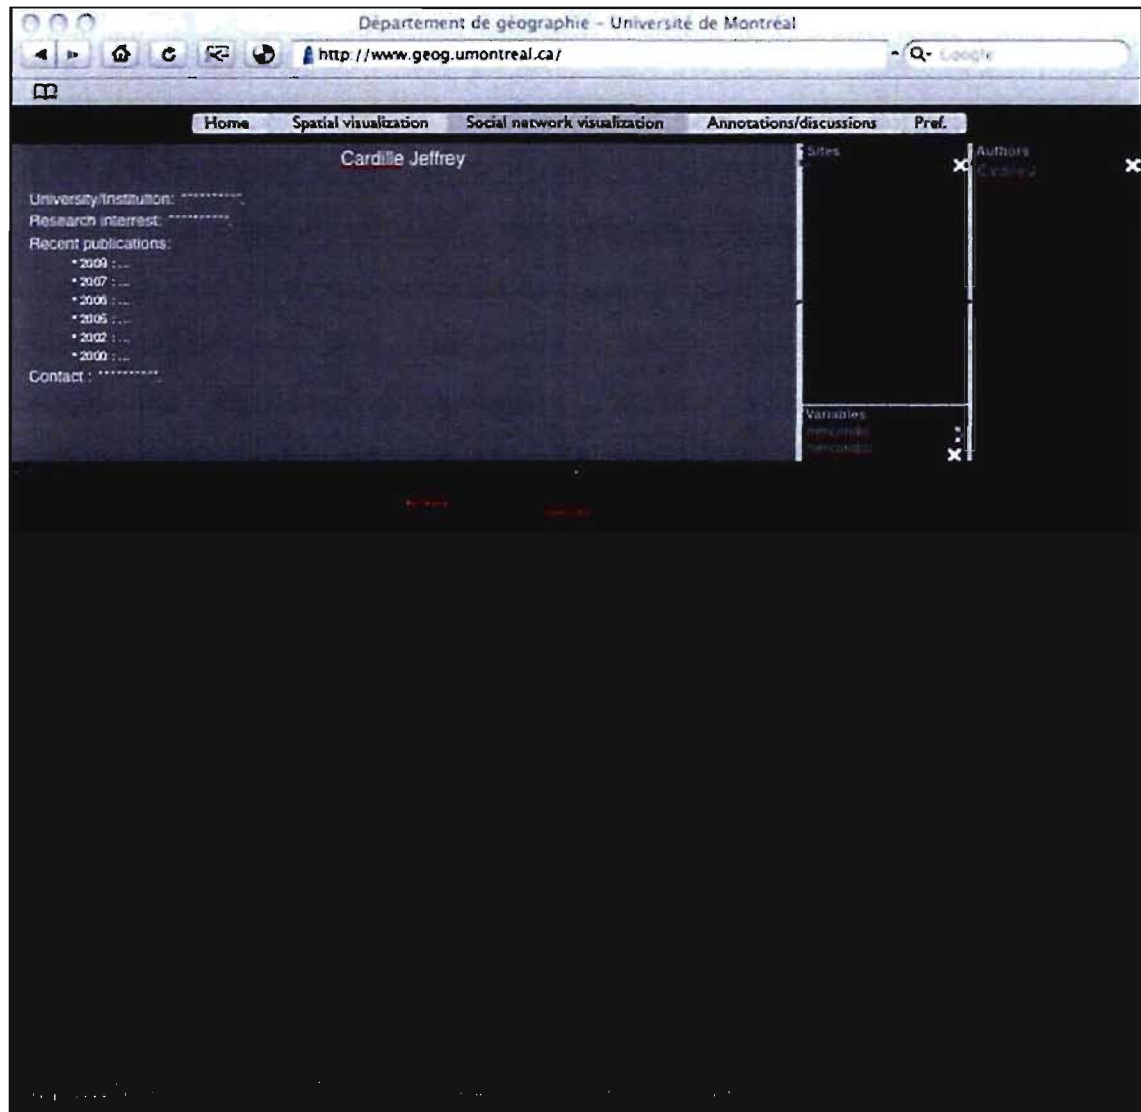 Département de géographie – Université de Montréal
http://www.geog.umontreal.ca/
Google
Home Spatial visualization Social network visualization Annotations/discussions Pref.
Cardille Jeffrey
University/Institution: ----------.
Research interrest: ----------.
Recent publications:
• 2009 : ...
• 2007 : ...
• 2006 : ...
• 2005 : ...
• 2002 : ...
• 2000 : ...
Contact : ----------.
Sites
Variables
Authors